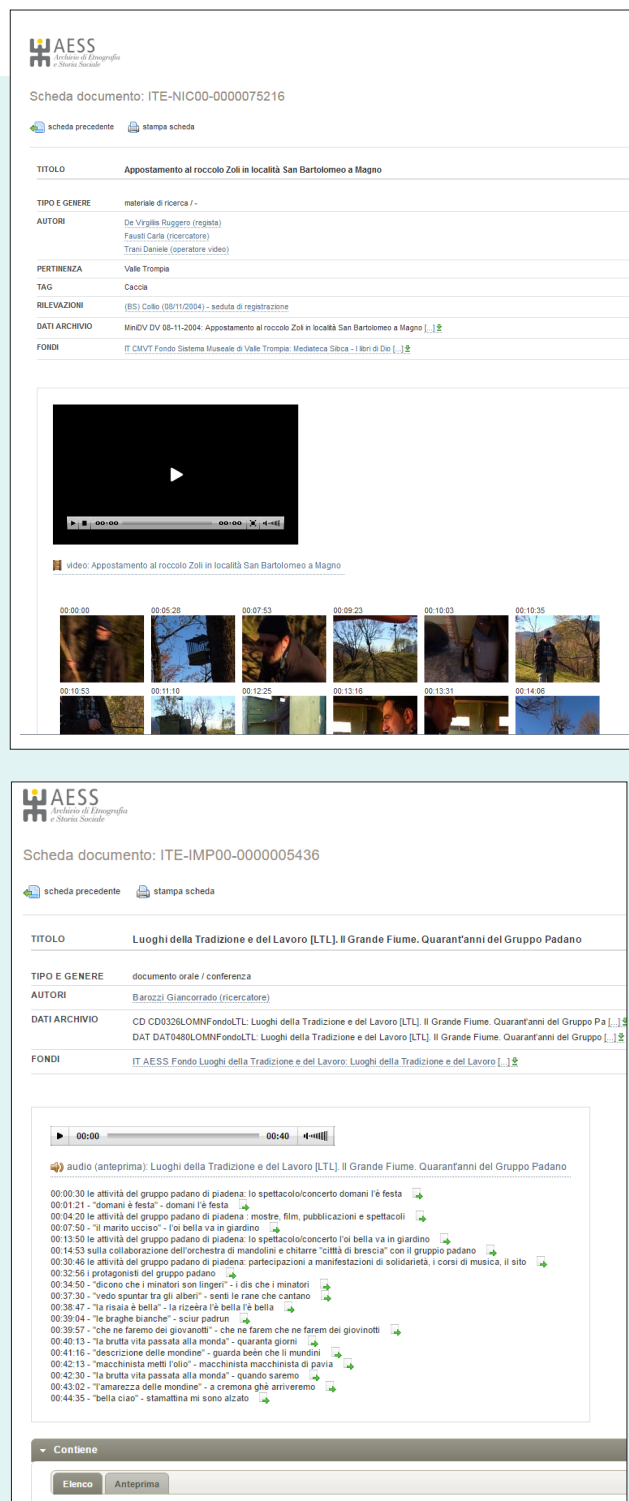 AESS
Archivio di Etnografia
e Storia Sociale
Scheda documento: ITE-NIC00-0000075216
scheda precedente stampa scheda
TITOLO Appostamento al roccolo Zoli in località San Bartolomeo a Magno
TIPO E GENERE materiale di ricerca / -
AUTORI De Virgiliis Ruggero (regista)
Fausti Carla (ricercatore)
Trani Daniele (operatore video)
PERTINENZA Valle Trompia
TAG Caccia
RILEVAZIONI (BS) Collio (08/11/2004) - seduta di registrazione
DATI ARCHIVIO MiniDV DV 08-11-2004: Appostamento al roccolo Zoli in località San Bartolomeo a Magno [...]
FONDI IT CMVT Fondo Sistema Museale di Valle Trompia: Mediateca Sibca - I libri di Dio [...]
00:00 00:00
video: Appostamento al roccolo Zoli in località San Bartolomeo a Magno
00:00:00 00:05:28 00:07:53 00:09:23 00:10:03 00:10:35
00:10:53 00:11:10 00:12:25 00:13:16 00:13:31 00:14:06
AESS
Archivio di Etnografia
e Storia Sociale
Scheda documento: ITE-IMP00-0000005436
scheda precedente stampa scheda
TITOLO Luoghi della Tradizione e del Lavoro [LTL]. Il Grande Fiume. Quarant'anni del Gruppo Padano
TIPO E GENERE documento orale / conferenza
AUTORI Barozzi Giancorrado (ricercatore)
DATI ARCHIVIO CD CD0326LOMNFondoLTL: Luoghi della Tradizione e del Lavoro [LTL]. Il Grande Fiume. Quarant'anni del Gruppo Pa [...]
DAT DAT0480LOMNFondoLTL: Luoghi della Tradizione e del Lavoro [LTL]. Il Grande Fiume. Quarant'anni del Gruppo [...]
FONDI IT AESS Fondo Luoghi della Tradizione e del Lavoro: Luoghi della Tradizione e del Lavoro [...]
00:00 00:40
audio (anteprima): Luoghi della Tradizione e del Lavoro [LTL]. Il Grande Fiume. Quarant'anni del Gruppo Padano
00:00:30 le attività del gruppo padano di piadena: lo spettacolo/concerto domani l'è festa
00:01:21 - "domani è festa" - domani l'è festa
00:04:20 le attività del gruppo padano di piadena : mostre, film, pubblicazioni e spettacoli
00:07:50 - "il marito ucciso" - l'oi bella va in giardino
00:13:50 le attività del gruppo padano di piadena: lo spettacolo/concerto l'oi bella va in giardino
00:14:53 sulla collaborazione dell'orchestra di mandolini e chitarre "citttà di brescia" con il gruppio padano
00:30:46 le attività del gruppo padano di piadena: partecipazioni a manifestazioni di solidarietà, i corsi di musica, il sito
00:32:56 i protagonisti del gruppo padano
00:34:50 - "dicono che i minatori son lingeri" - i dis che i minatori
00:37:30 - "vedo spuntar tra gli alberi" - senti le rane che cantano
00:38:47 - "la risaia è bella" - la rizeèra l'è bella l'è bella
00:39:04 - "le braghe bianche" - sciur padrun
00:39:57 - "che ne faremo dei giovanotti" - che ne farem che ne farem dei giovinotti
00:40:13 - "la brutta vita passata alla monda" - quaranta giorni
00:41:16 - "descrizione delle mondine" - guarda beèn che li mundini
00:42:13 - "macchinista metti l'olio" - macchinista macchinista di pavia
00:42:30 - "la brutta vita passata alla monda" - quando saremo
00:43:02 - "l'amarezza delle mondine" - a cremona ghè arriveremo
00:44:35 - "bella ciao" - stamattina mi sono alzato
Contiene
Elenco Anteprima